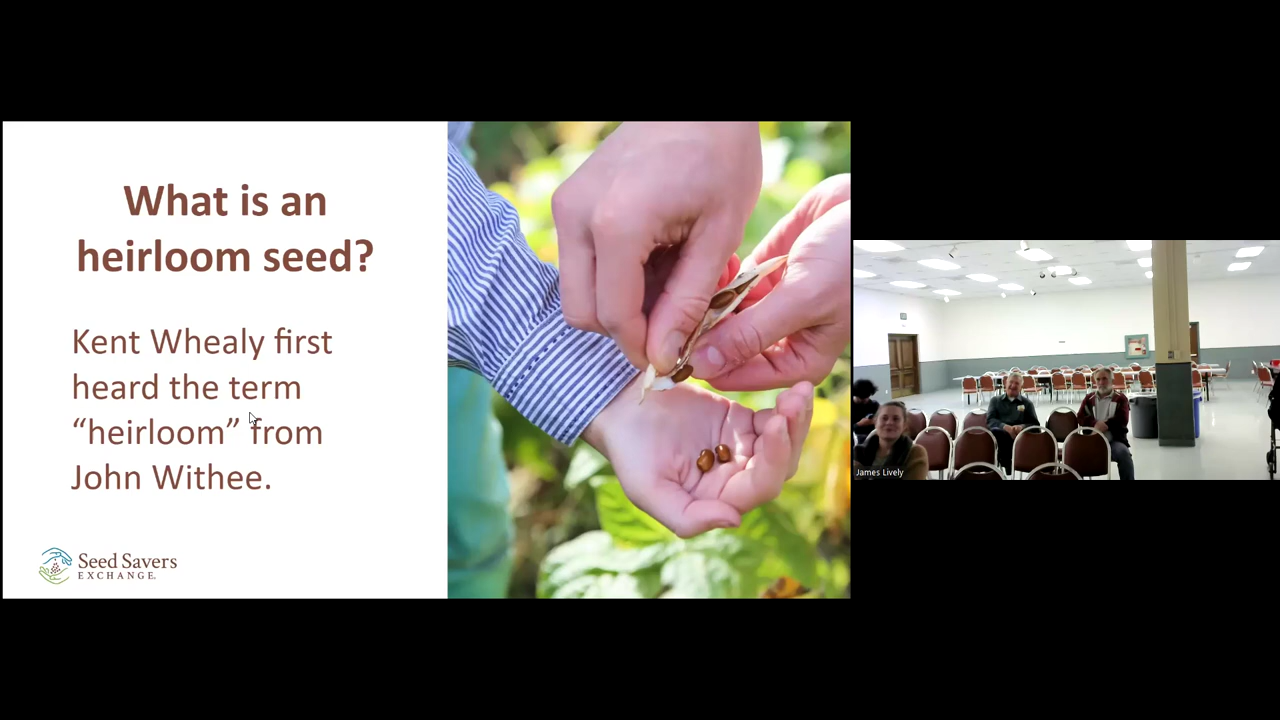 What is an
heirloom seed?
Kent Whealy first
heard the term
“heirloom” from
John Withee.
Seed Savers
EXCHANGE.
James Lively